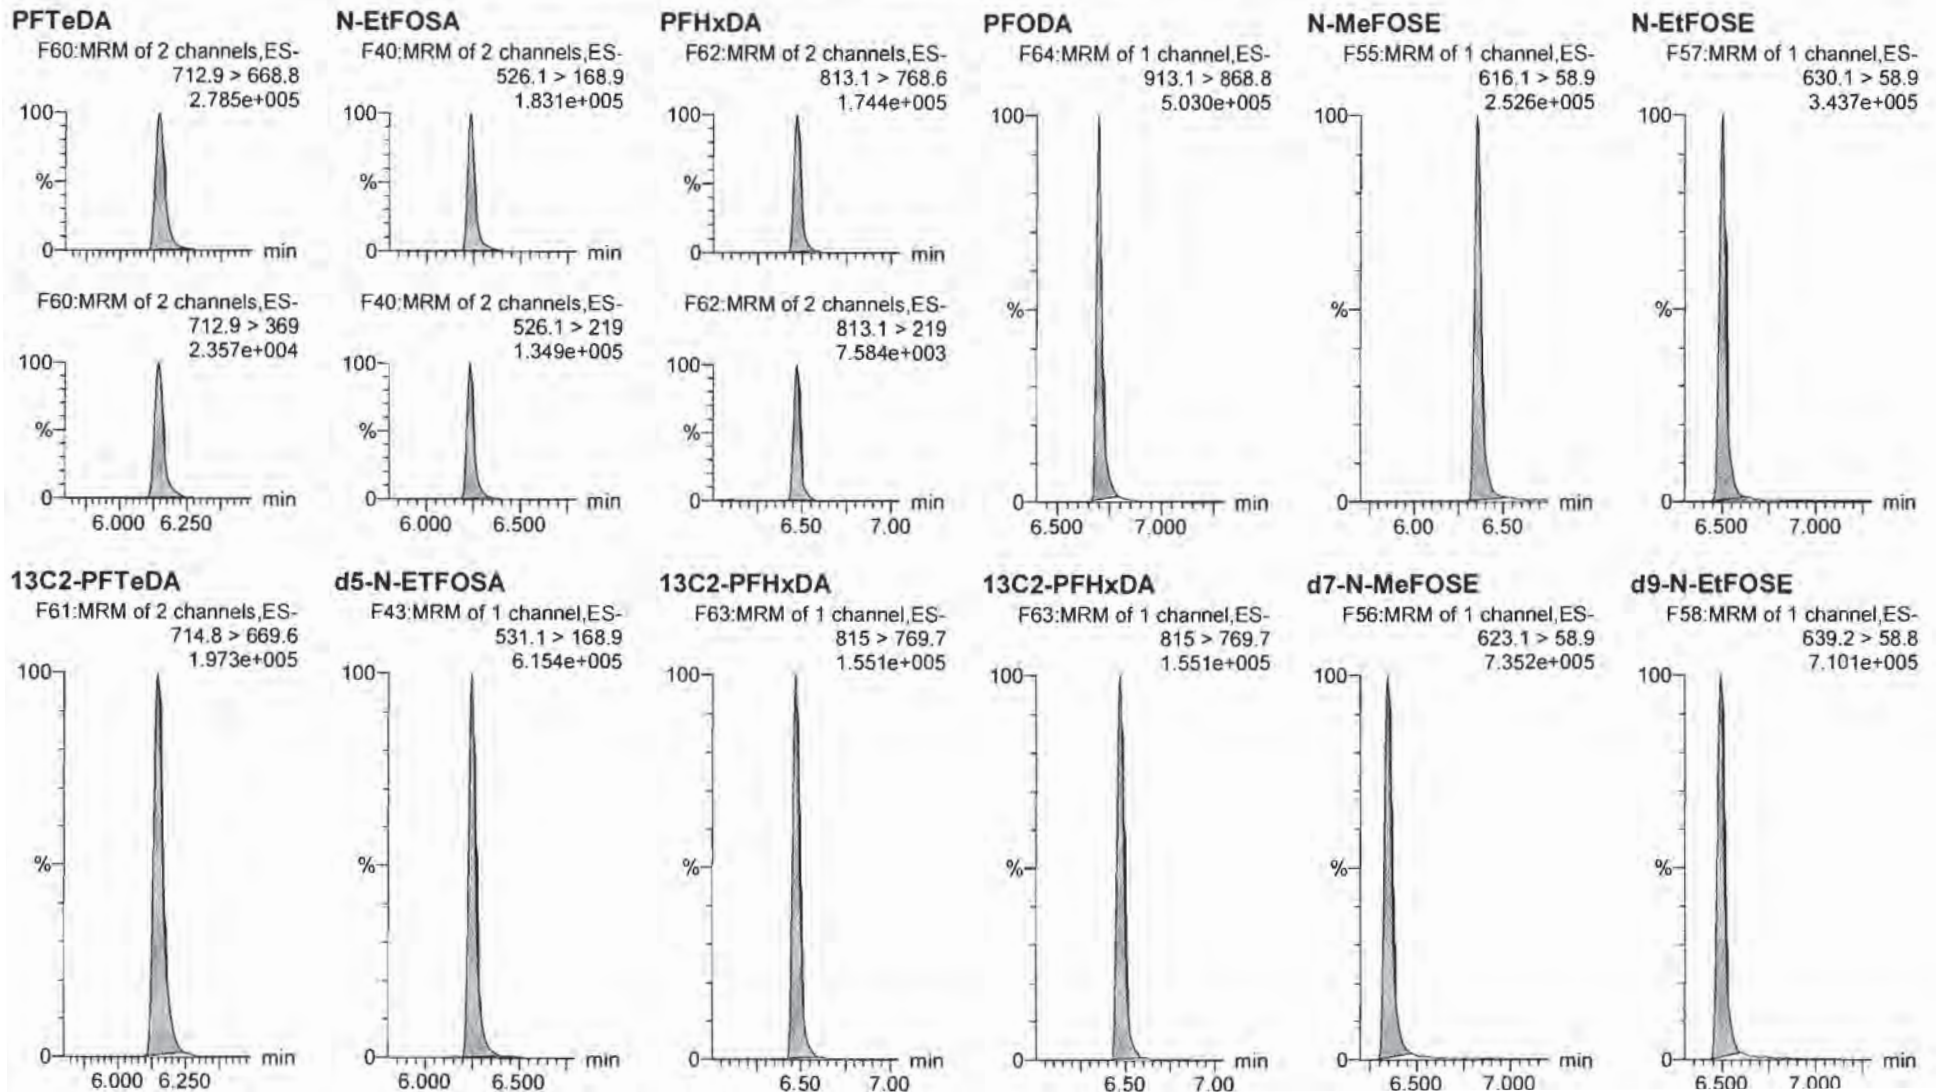 PFTeDA
F60:MRM of 2 channels,ES-
712.9 > 668.8
2.785e+005
100
%
0
min
F60:MRM of 2 channels,ES-
712.9 > 369
2.357e+004
100
%
0
min
6.000 6.250
N-EtFOSA
F40:MRM of 2 channels,ES-
526.1 > 168.9
1.831e+005
100
%
0
min
F40:MRM of 2 channels,ES-
526.1 > 219
1.349e+005
100
%
0
min
6.000 6.500
PFHxDA
F62:MRM of 2 channels,ES-
813.1 > 768.6
1.744e+005
100
%
0
min
F62:MRM of 2 channels,ES-
813.1 > 219
7.584e+003
100
%
0
min
6.50 7.00
PFODA
F64:MRM of 1 channel,ES-
913.1 > 868.8
5.030e+005
100
%
0
min
6.500 7.000
N-MeFOSE
F55:MRM of 1 channel,ES-
616.1 > 58.9
2.526e+005
100
%
0
min
6.00 6.50
N-EtFOSE
F57:MRM of 1 channel,ES-
630.1 > 58.9
3.437e+005
100
%
0
min
6.500 7.000
13C2-PFTeDA
F61:MRM of 2 channels,ES-
714.8 > 669.6
1.973e+005
100
%
0
min
6.000 6.250
d5-N-ETFOSA
F43:MRM of 1 channel,ES-
531.1 > 168.9
6.154e+005
100
%
0
min
6.000 6.500
13C2-PFHxDA
F63:MRM of 1 channel,ES-
815 > 769.7
1.551e+005
100
%
0
min
6.50 7.00
13C2-PFHxDA
F63:MRM of 1 channel,ES-
815 > 769.7
1.551e+005
100
%
0
min
6.50 7.00
d7-N-MeFOSE
F56:MRM of 1 channel,ES-
623.1 > 58.9
7.352e+005
100
%
0
min
6.500 7.000
d9-N-EtFOSE
F58:MRM of 1 channel,ES-
639.2 > 58.8
7.101e+005
100
%
0
min
6.500 7.000